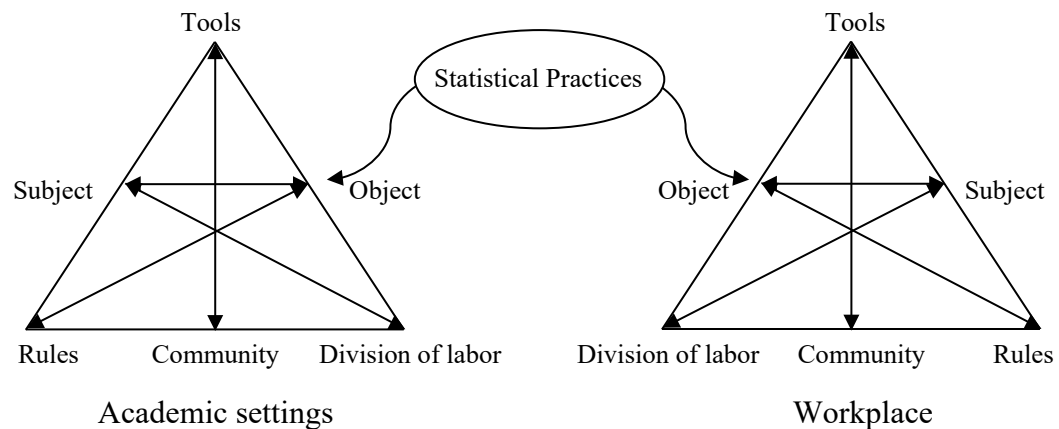 Tools
Statistical Practices
Tools
Subject
Object
Object
Subject
Rules
Community
Division of labor
Division of labor
Community
Rules
Academic settings
Workplace